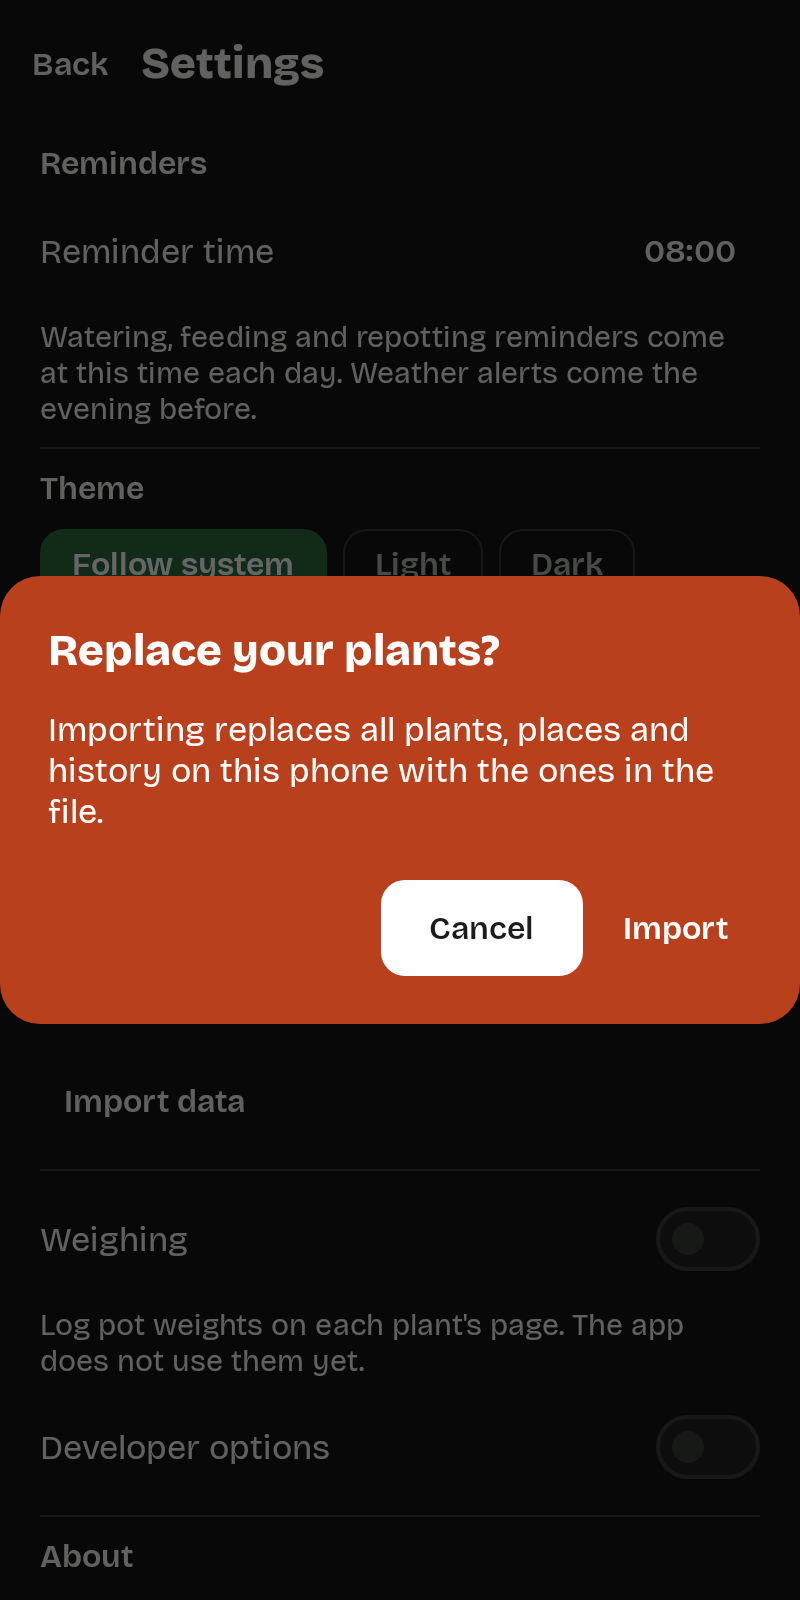 Back Settings
Reminders
Reminder time 08:00
Watering, feeding and repotting reminders come
at this time each day. Weather alerts come the
evening before.
Theme
Follow system Light Dark
Replace your plants?
Importing replaces all plants, places and
history on this phone with the ones in the
file.
Cancel Import
Import data
Weighing
Log pot weights on each plant's page. The app
does not use them yet.
Developer options
About